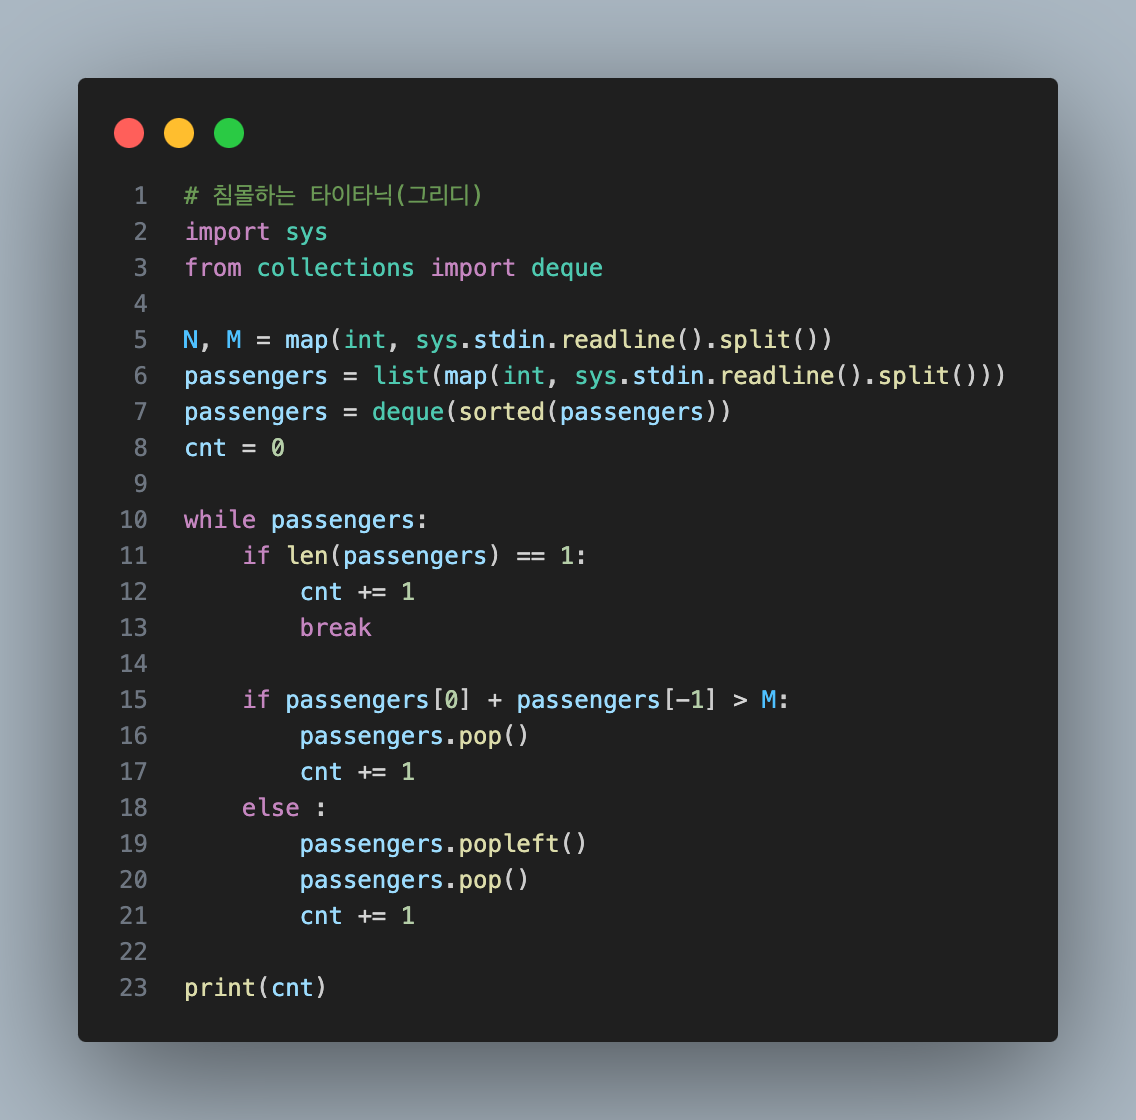 1 # 침몰하는 타이타닉(그리디)
2 import sys
3 from collections import deque
4
5 N, M = map(int, sys.stdin.readline().split())
6 passengers = list(map(int, sys.stdin.readline().split()))
7 passengers = deque(sorted(passengers))
8 cnt = 0
9
10 while passengers:
11     if len(passengers) == 1:
12         cnt += 1
13         break
14
15     if passengers[0] + passengers[-1] > M:
16         passengers.pop()
17         cnt += 1
18     else :
19         passengers.popleft()
20         passengers.pop()
21         cnt += 1
22
23 print(cnt)